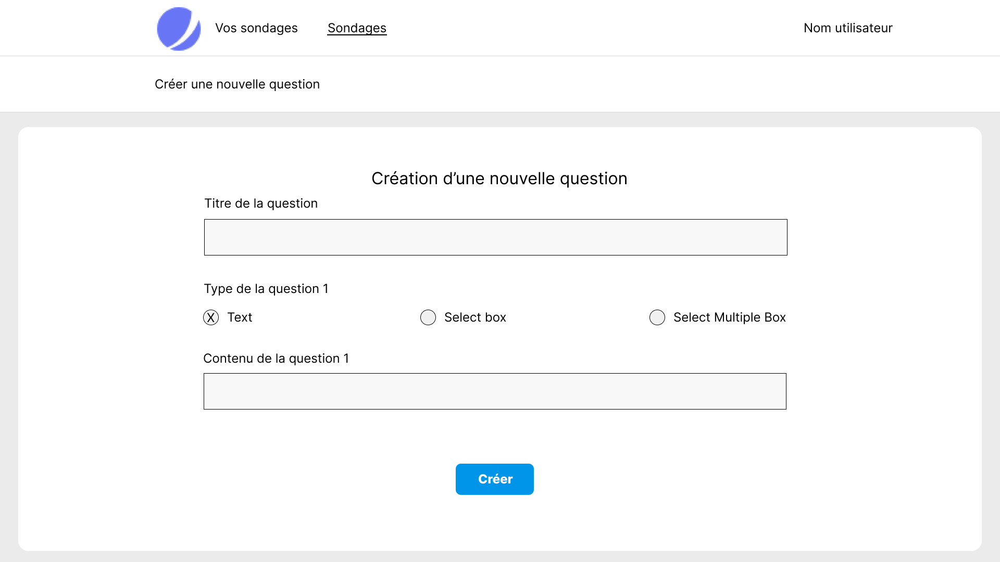 Vos sondages Sondages Nom utilisateur
Créer une nouvelle question
Création d’une nouvelle question
Titre de la question
Type de la question 1
X Text Select box Select Multiple Box
Contenu de la question 1
Créer